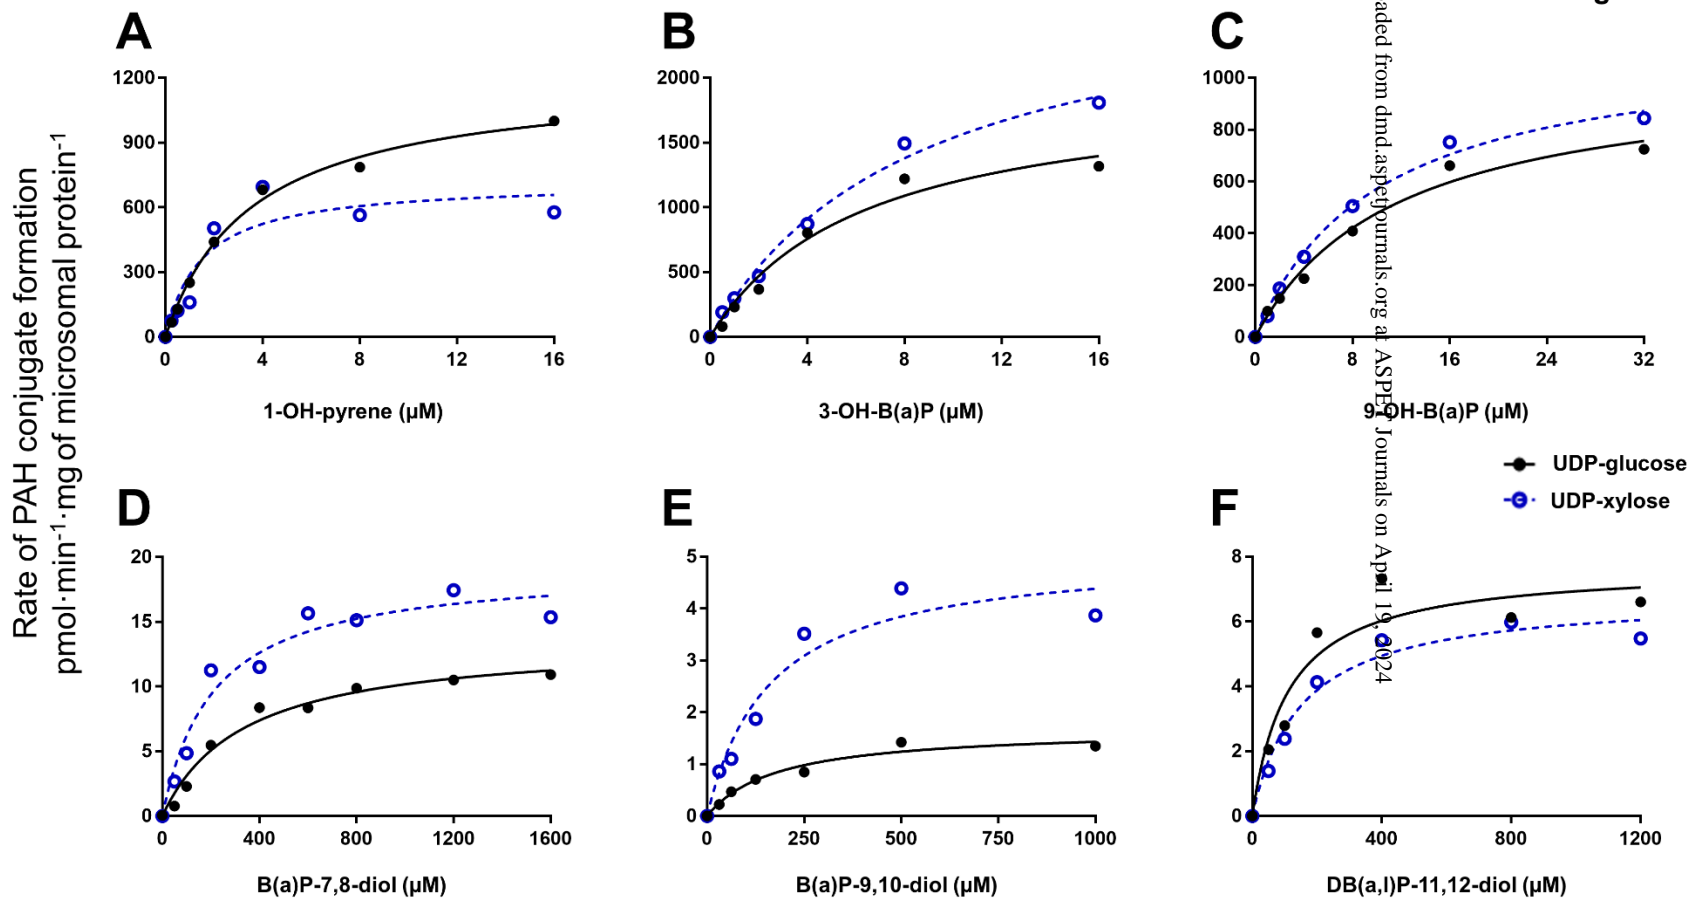 g
A
B
C
Rate of PAH conjugate formation
pmol·min⁻¹·mg of microsomal protein⁻¹
1200
900
600
300
0
0 4 8 12 16
1-OH-pyrene (µM)
2000
1500
1000
500
0
0 4 8 12 16
3-OH-B(a)P (µM)
1000
800
600
400
200
0
0 8 16 24 32
9-OH-B(a)P (µM)
aded from dmd.aspetjournals.org at ASPET Journals on April 19, 2024
UDP-glucose
UDP-xylose
D
E
F
20
15
10
5
0
0 400 800 1200 1600
B(a)P-7,8-diol (µM)
5
4
3
2
1
0
0 250 500 750 1000
B(a)P-9,10-diol (µM)
8
6
4
2
0
0 400 800 1200
DB(a,l)P-11,12-diol (µM)